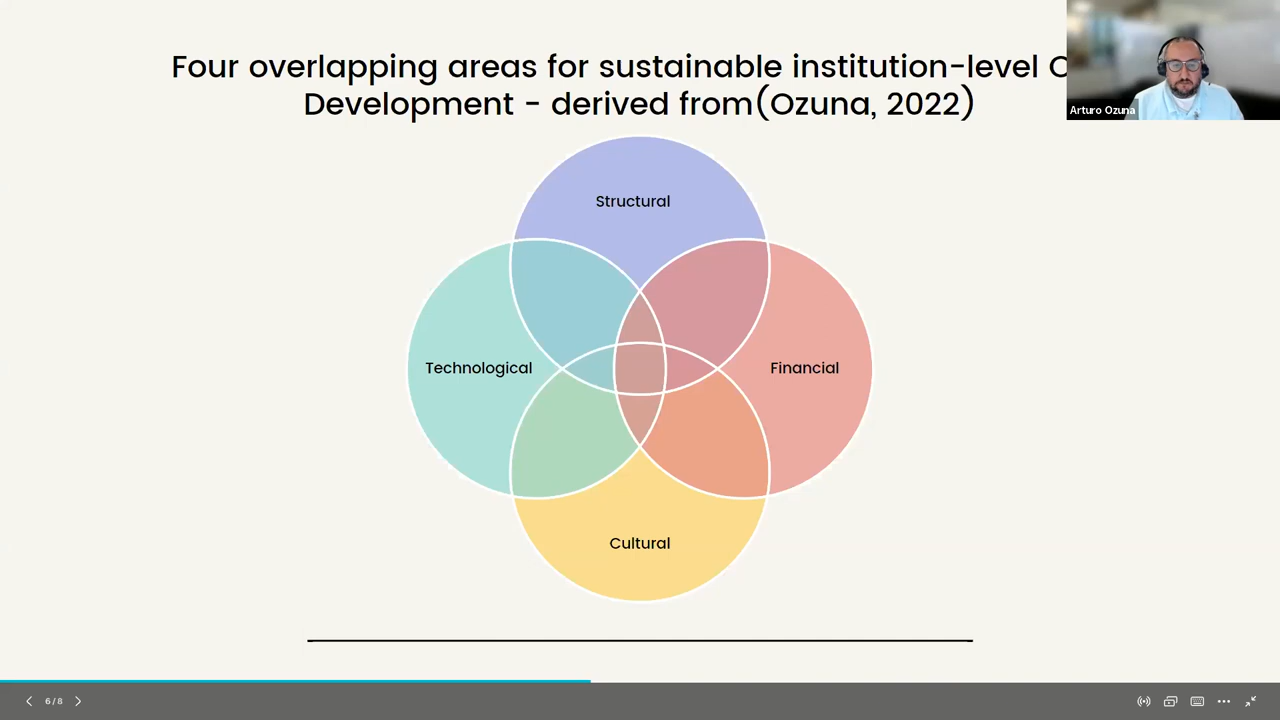 Four overlapping areas for sustainable institution-level
Development - derived from(Ozuna, 2022)
Arturo Ozuna
Structural
Technological
Financial
Cultural
6/8